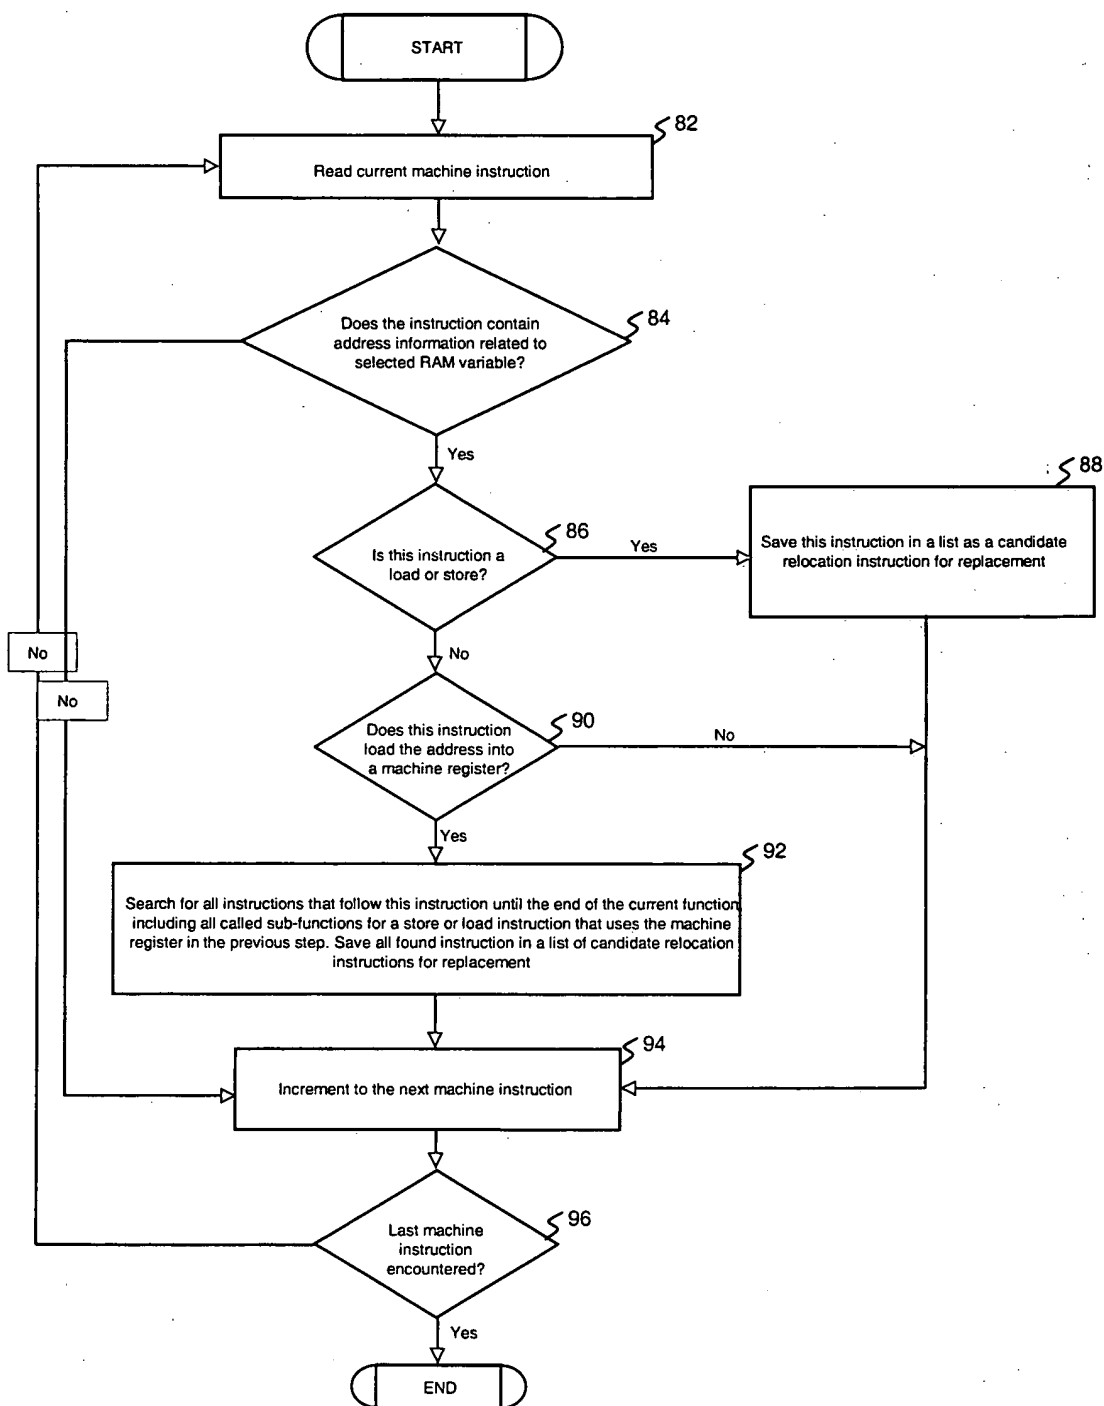 START
82
Read current machine instruction
84
Does the instruction contain
address information related to
selected RAM variable?
Yes
88
86
Is this instruction a
load or store?
Yes
Save this instruction in a list as a candidate
relocation instruction for replacement
No
No
No
90
Does this instruction
load the address into
a machine register?
No
Yes
92
Search for all instructions that follow this instruction until the end of the current function
including all called sub-functions for a store or load instruction that uses the machine
register in the previous step. Save all found instruction in a list of candidate relocation
instructions for replacement
94
Increment to the next machine instruction
96
Last machine
instruction
encountered?
Yes
END